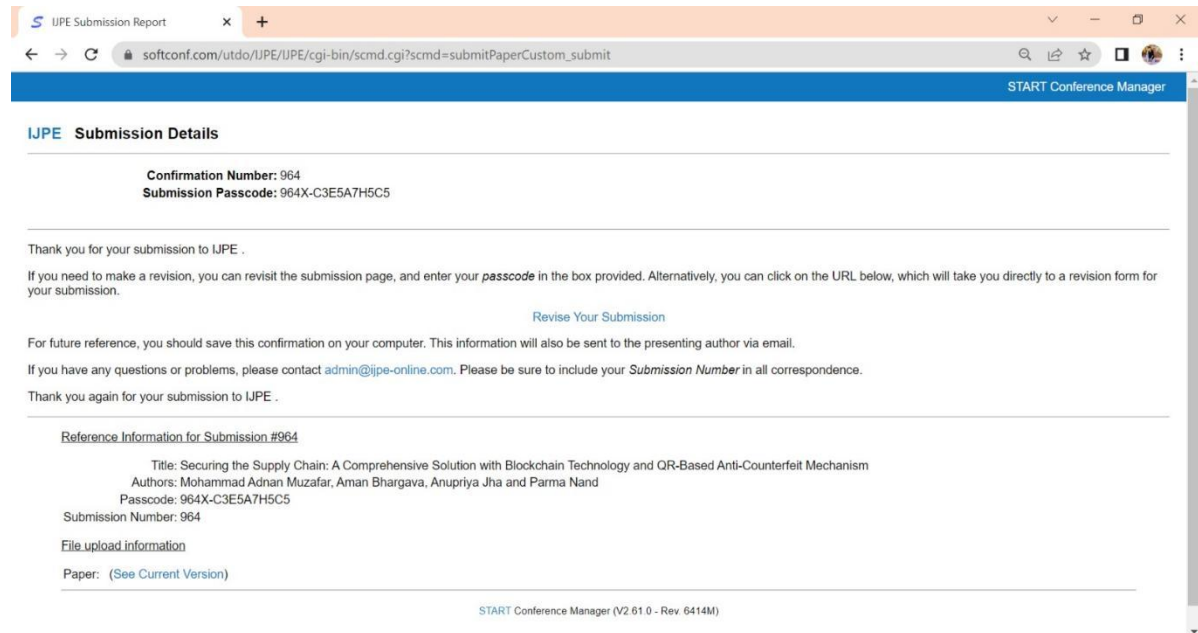 IJPE Submission Report
softconf.com/utdo/IJPE/IJPE/cgi-bin/scmd.cgi?scmd=submitPaperCustom_submit
START Conference Manager
IJPE Submission Details
Confirmation Number: 964
Submission Passcode: 964X-C3E5A7H5C5
Thank you for your submission to IJPE .
If you need to make a revision, you can revisit the submission page, and enter your passcode in the box provided. Alternatively, you can click on the URL below, which will take you directly to a revision form for
your submission.
Revise Your Submission
For future reference, you should save this confirmation on your computer. This information will also be sent to the presenting author via email.
If you have any questions or problems, please contact admin@ijpe-online.com. Please be sure to include your Submission Number in all correspondence.
Thank you again for your submission to IJPE .
Reference Information for Submission #964
Title: Securing the Supply Chain: A Comprehensive Solution with Blockchain Technology and QR-Based Anti-Counterfeit Mechanism
Authors: Mohammad Adnan Muzafar, Aman Bhargava, Anupriya Jha and Parma Nand
Passcode: 964X-C3E5A7H5C5
Submission Number: 964
File upload information
Paper: (See Current Version)
START Conference Manager (V2.61.0 - Rev. 6414M)